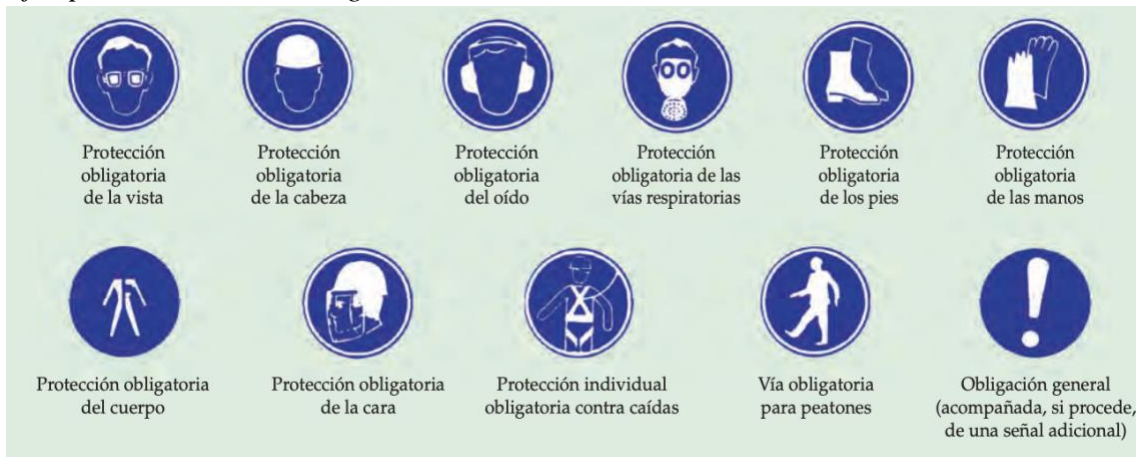 Protección
obligatoria
de la vista
Protección
obligatoria
de la cabeza
Protección
obligatoria
del oído
Protección
obligatoria de las
vías respiratorias
Protección
obligatoria
de los pies
Protección
obligatoria
de las manos
Protección obligatoria
del cuerpo
Protección obligatoria
de la cara
Protección individual
obligatoria contra caídas
Vía obligatoria
para peatones
Obligación general
(acompañada, si procede,
de una señal adicional)